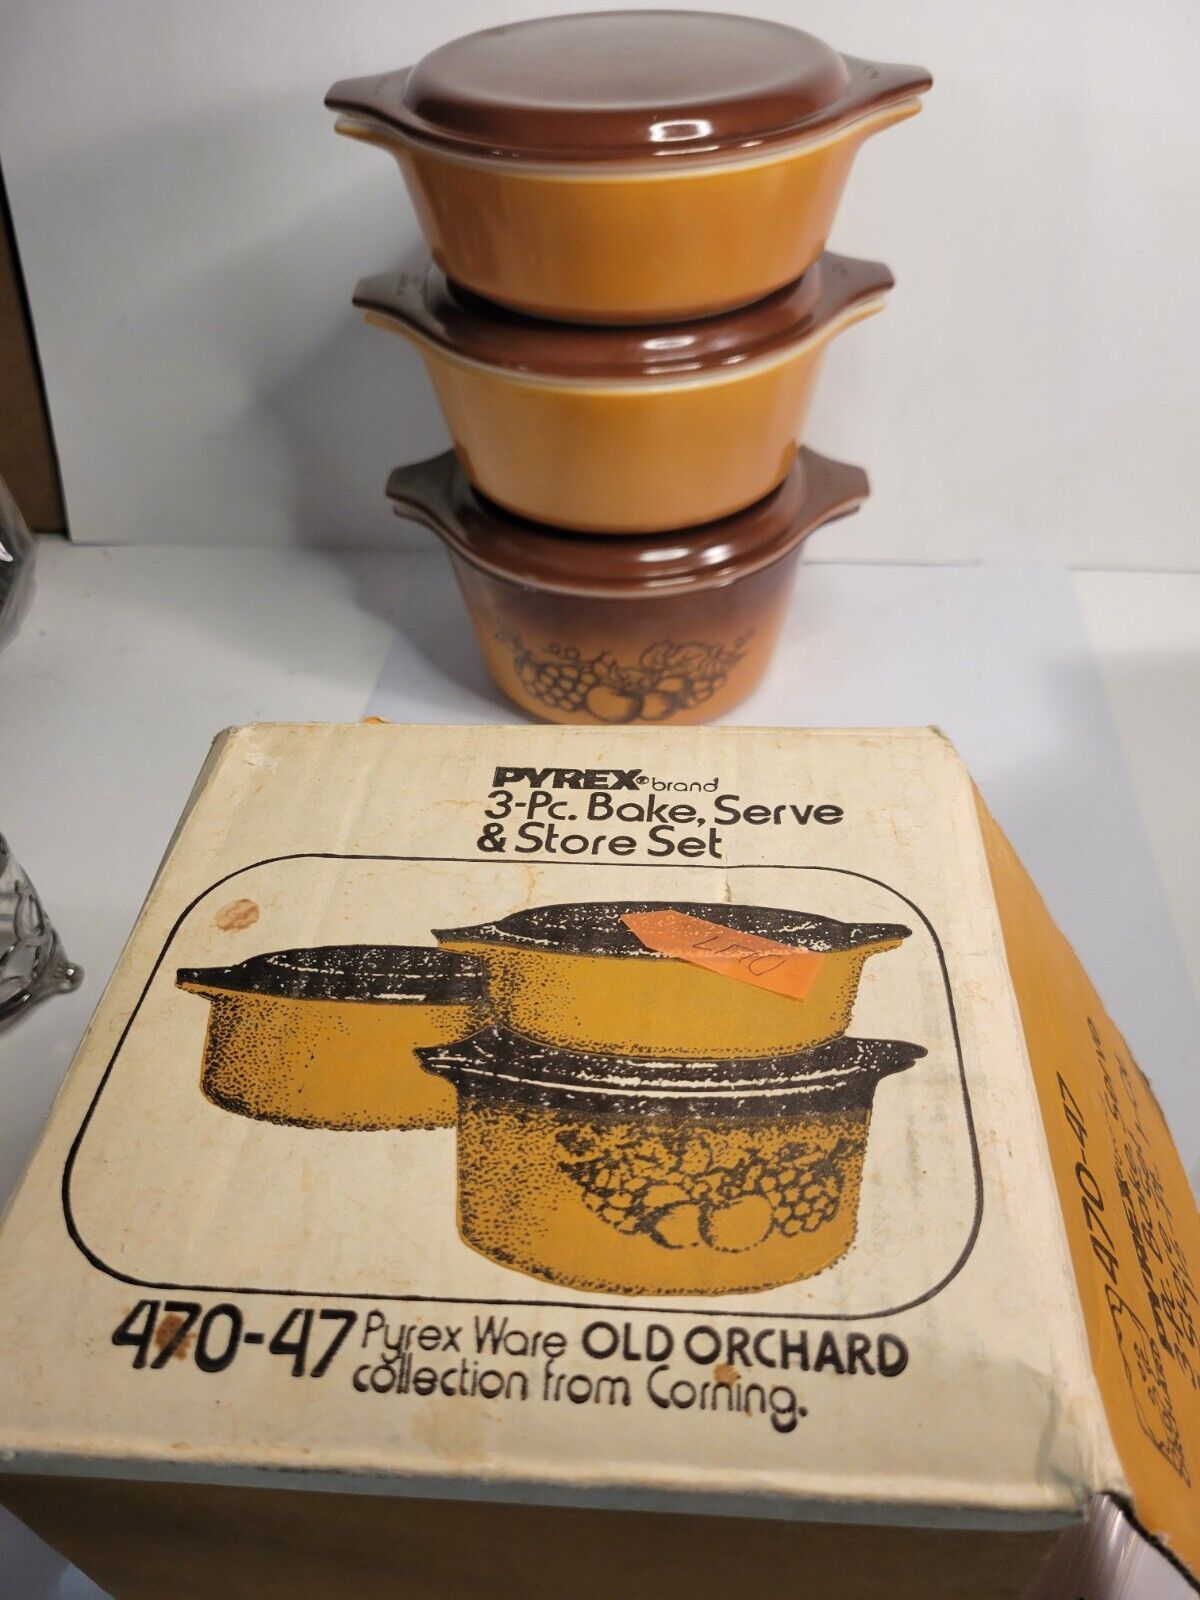 PYREX® brand
3-Pc. Bake, Serve
& Store Set
470-47 Pyrex Ware OLD ORCHARD
collection from Corning.
470-47